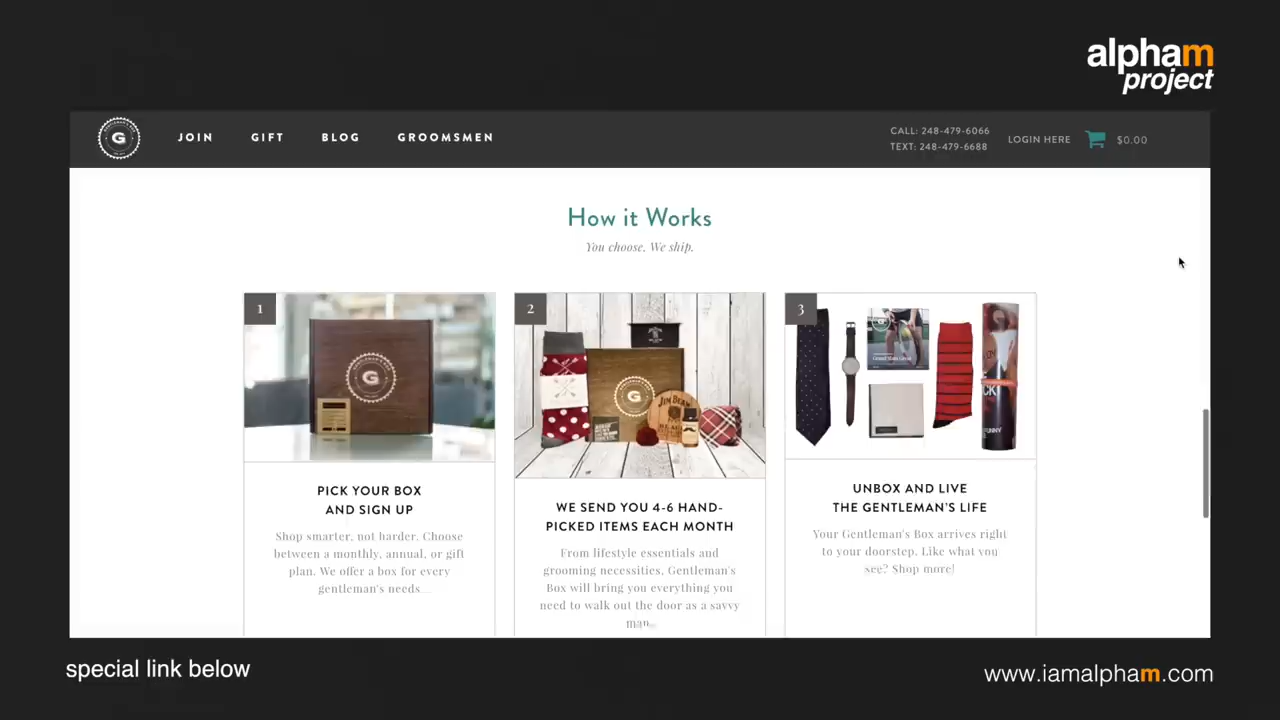 alpham
project
JOIN GIFT BLOG GROOMSMEN
CALL: 248-479-6066
TEXT: 248-479-6688
LOGIN HERE
$0.00
G
How it Works
You choose. We ship.
1
G
PICK YOUR BOX
AND SIGN UP
Shop smarter, not harder. Choose
between a monthly, annual, or gift
plan. We offer a box for every
gentleman's needs...
2
G
JIM BEAM
WE SEND YOU 4-6 HAND-
PICKED ITEMS EACH MONTH
From lifestyle essentials and
grooming necessities, Gentleman's
Box will bring you everything you
need to walk out the door as a savvy
man...
3
UNBOX AND LIVE
THE GENTLEMAN'S LIFE
Your Gentleman's Box arrives right
to your doorstep. Like what you
see? Shop more!
special link below
www.iamalpham.com